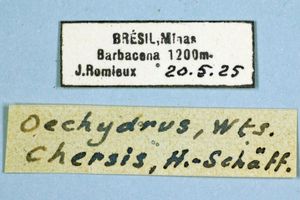 BRÉSIL, Minas
Barbacena 1200m.
J. Romieux 20.5.25
Oechydrus, Wts.
Chersis, H.-Schäff.